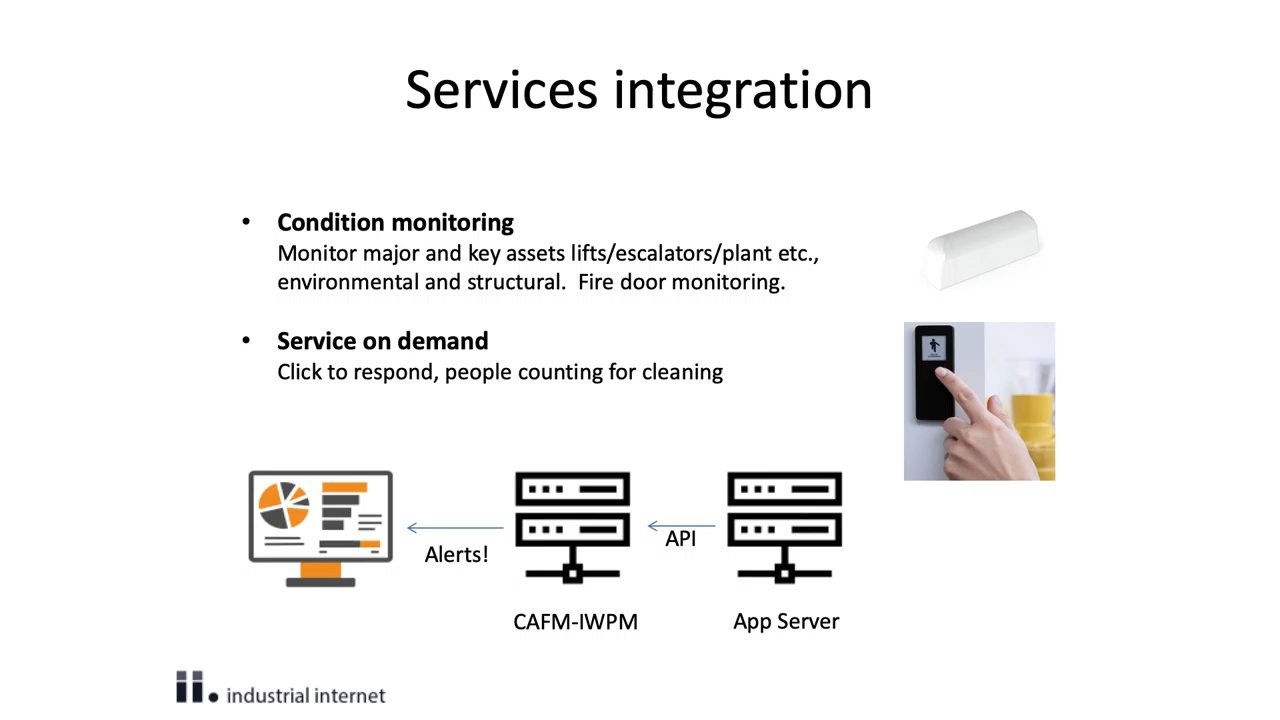 Services integration
• Condition monitoring
Monitor major and key assets lifts/escalators/plant etc.,
environmental and structural.  Fire door monitoring.
• Service on demand
Click to respond, people counting for cleaning
Alerts!
API
CAFM-IWPM
App Server
ii. industrial internet